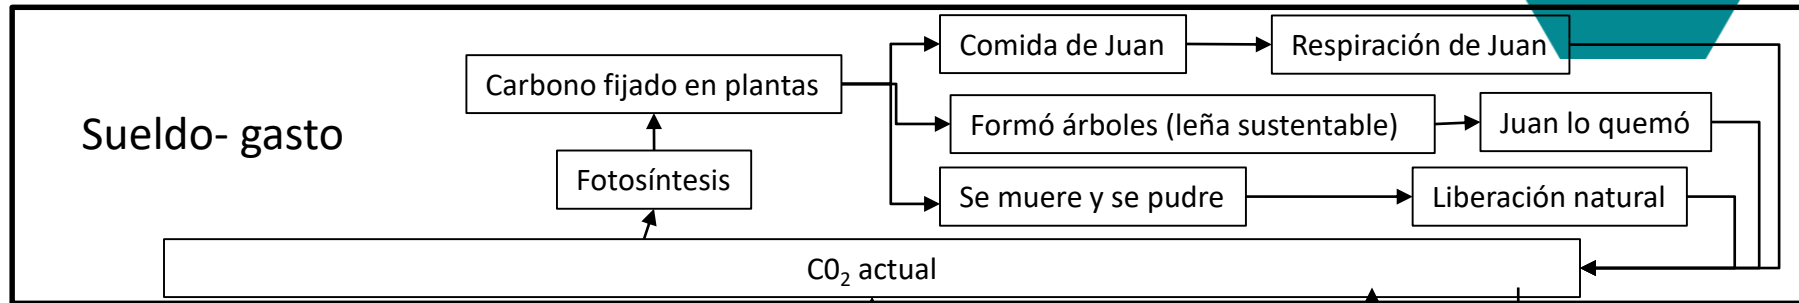 Comida de Juan
Respiración de Juan
Carbono fijado en plantas
Formó árboles (leña sustentable)
Juan lo quemó
Sueldo- gasto
Fotosíntesis
Se muere y se pudre
Liberación natural
C0₂ actual